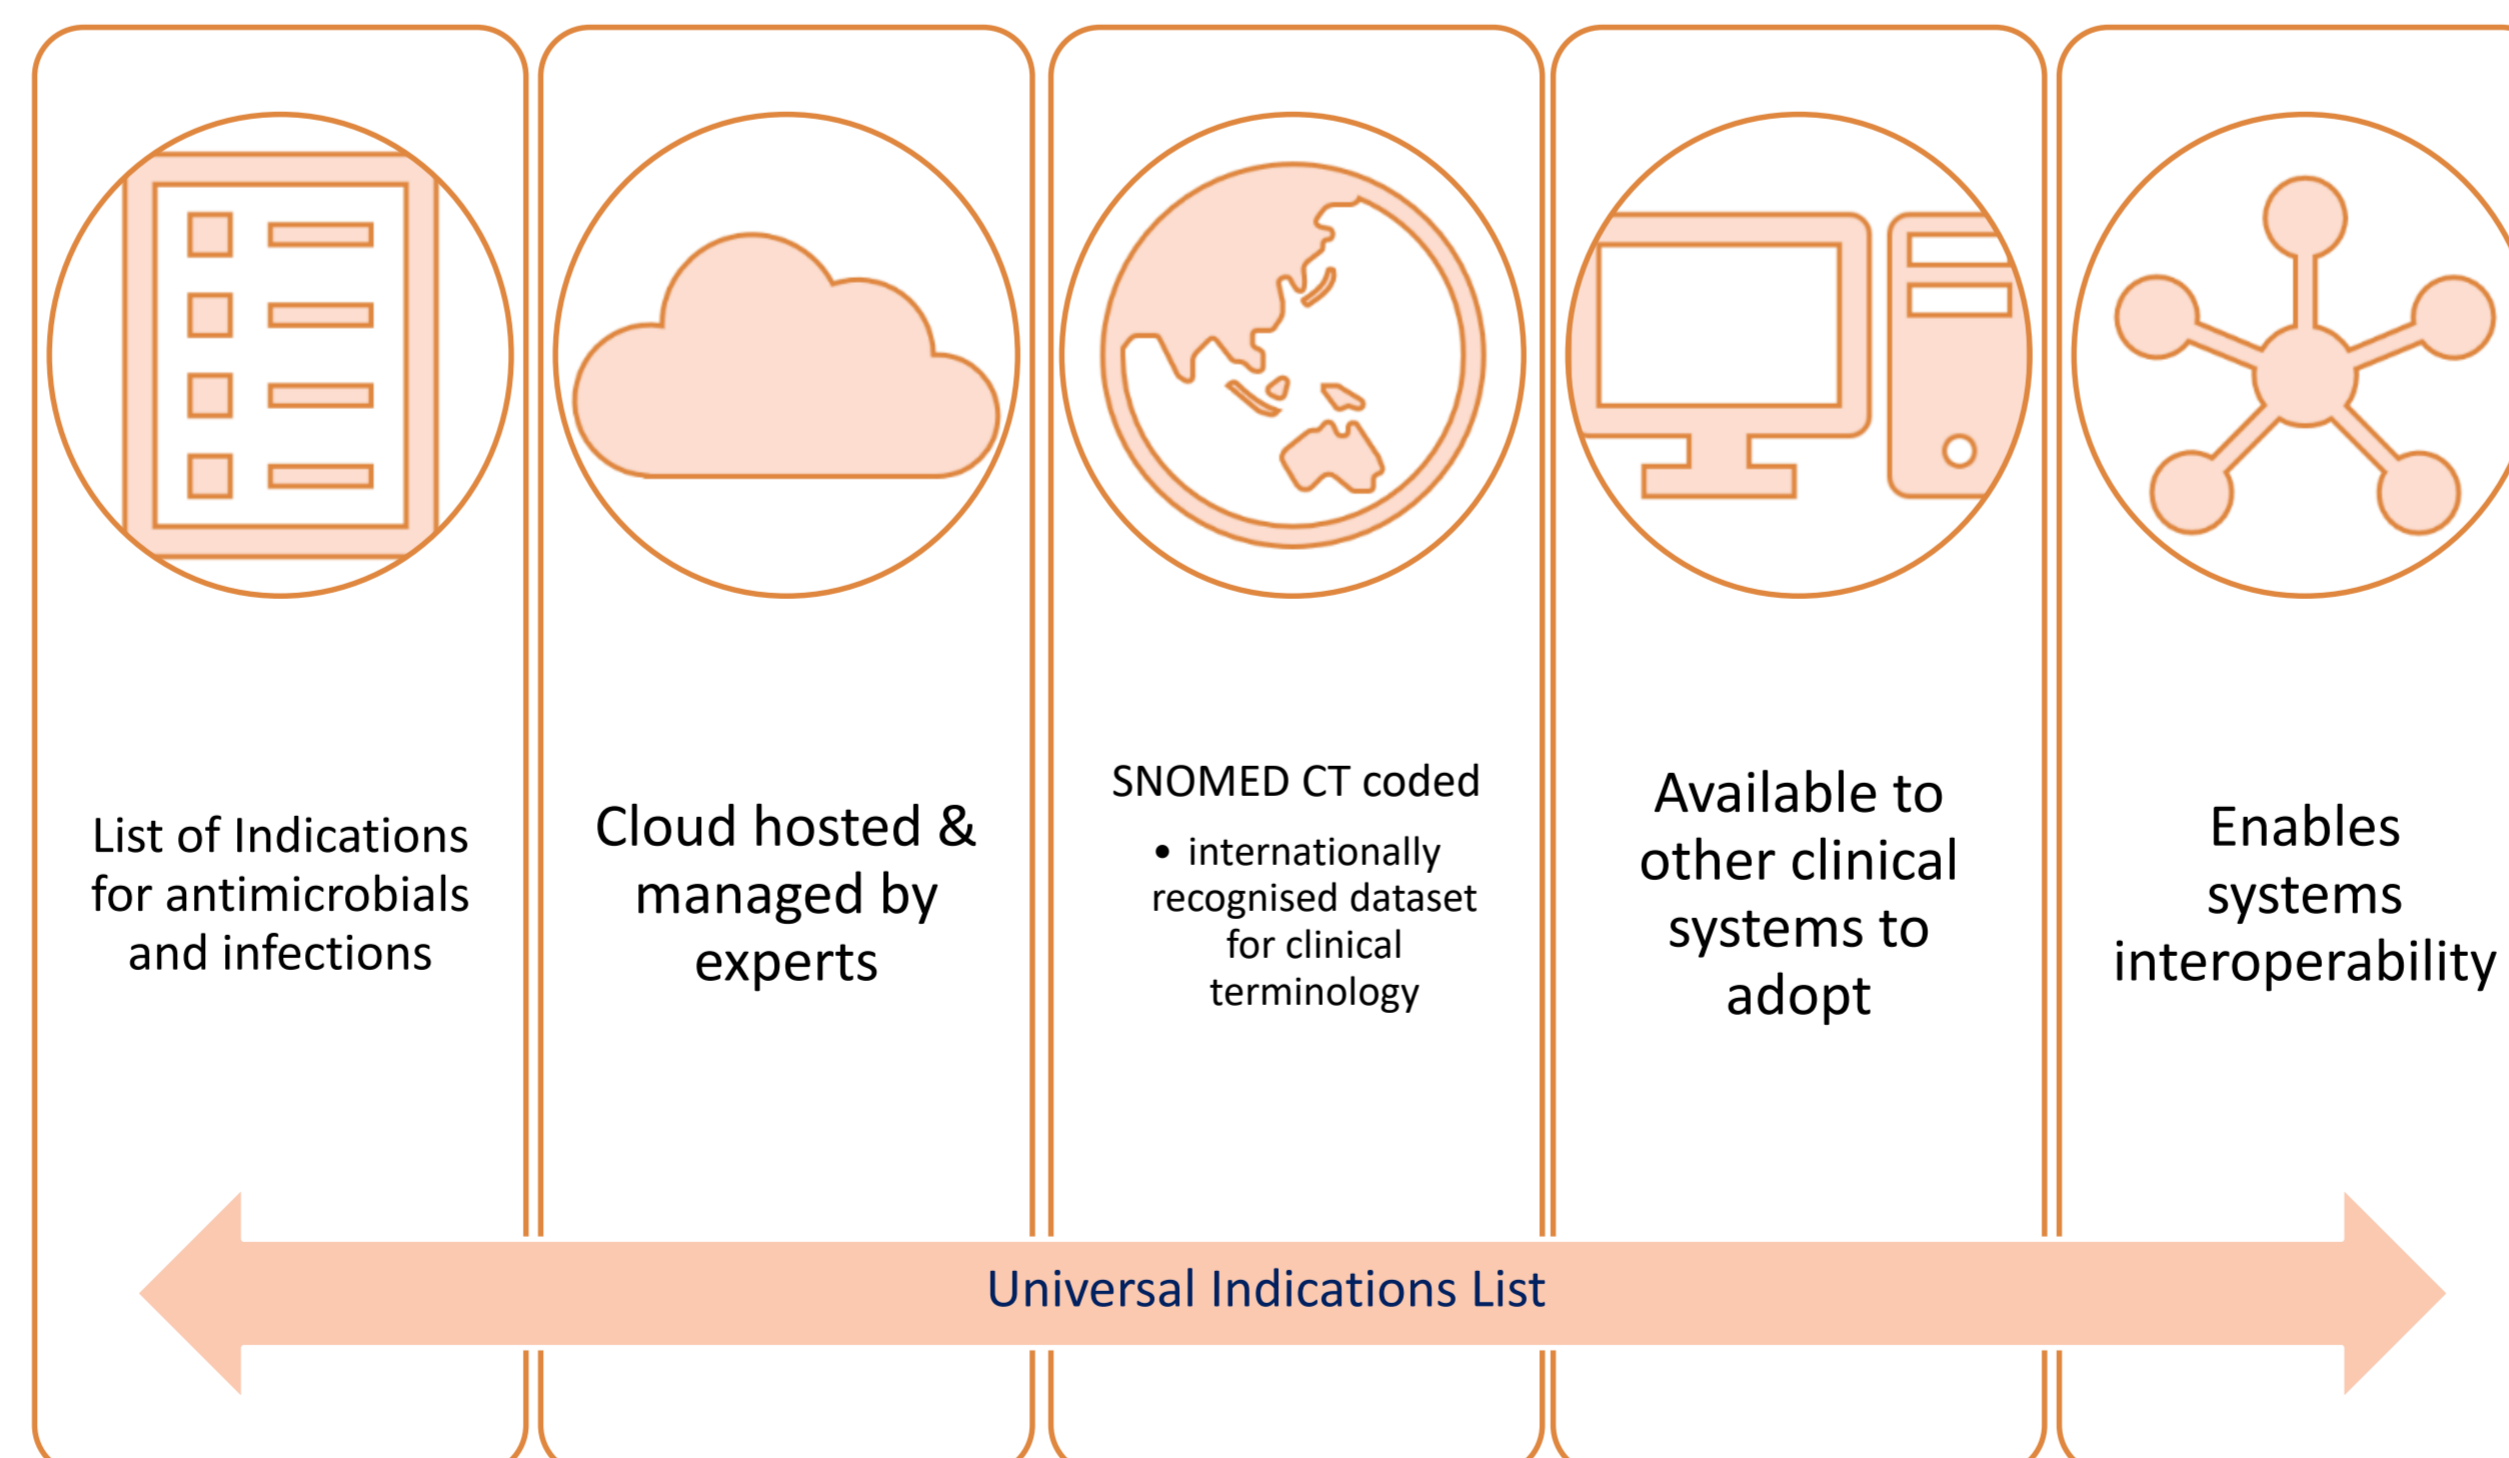 List of Indications
for antimicrobials
and infections
Cloud hosted &
managed by
experts
SNOMED CT coded
• internationally
recognised dataset
for clinical
terminology
Available to
other clinical
systems to
adopt
Enables
systems
interoperability
Universal Indications List